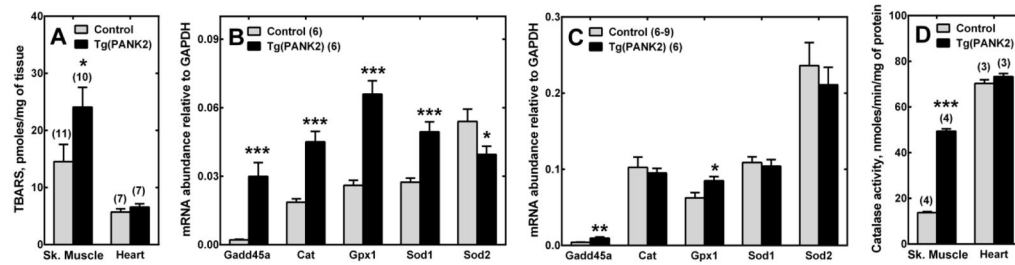 A
TBARS, pmoles/mg of tissue
40
30
20
10
0
Control
Tg(PANK2)
*
(10)
(11)
(7) (7)
Sk. Muscle Heart
B
mRNA abundance relative to GAPDH
0.09
0.06
0.03
0.00
Control (6)
Tg(PANK2) (6)
***
***
***
***
*
Gadd45a Cat Gpx1 Sod1 Sod2
C
mRNA abundance relative to GAPDH
0.3
0.2
0.1
0.0
Control (6-9)
Tg(PANK2) (6)
**
*
Gadd45a Cat Gpx1 Sod1 Sod2
D
Catalase activity, nmoles/min/mg of protein
100
80
60
40
20
0
Control
Tg(PANK2)
(3) (3)
***
(4)
(4)
Sk. Muscle Heart